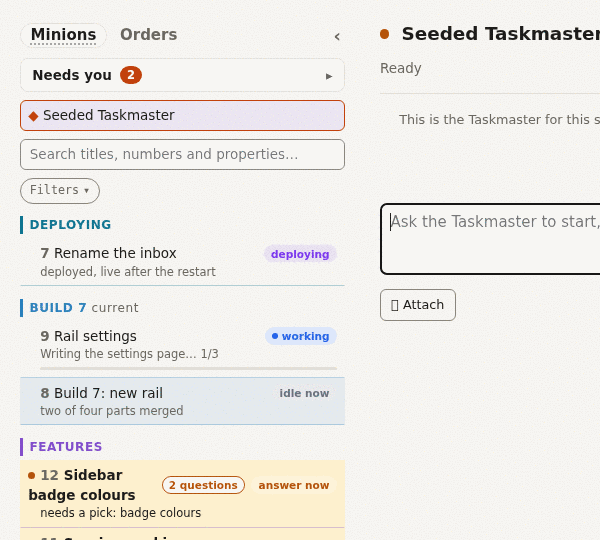 Minions Orders ‹
Needs you 2 ▸
◆ Seeded Taskmaster
Search titles, numbers and properties…
Filters ▾
DEPLOYING
7 Rename the inbox deploying
deployed, live after the restart
BUILD 7 current
9 Rail settings working
Writing the settings page… 1/3
8 Build 7: new rail idle now
two of four parts merged
FEATURES
12 Sidebar badge colours 2 questions answer now
needs a pick: badge colours
Seeded Taskmaster
Ready
This is the Taskmaster for this
Ask the Taskmaster to start,
Attach